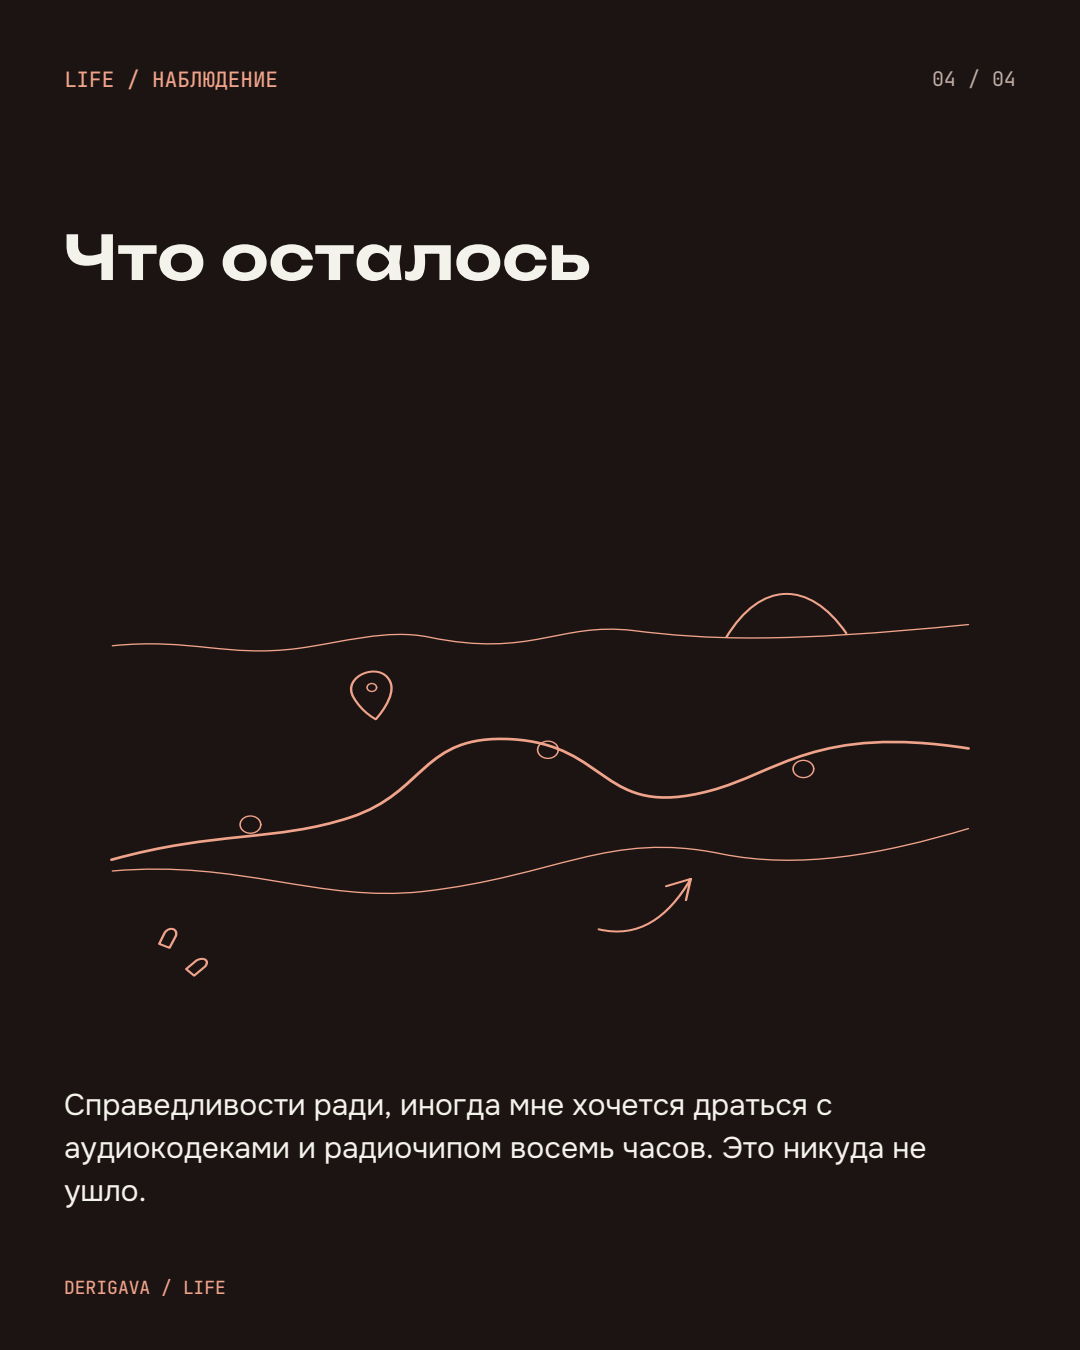 LIFE / НАБЛЮДЕНИЕ
04 / 04
Что осталось
Справедливости ради, иногда мне хочется драться с
аудиокодеками и радиочипом восемь часов. Это никуда не
ушло.
DERIGAVA / LIFE